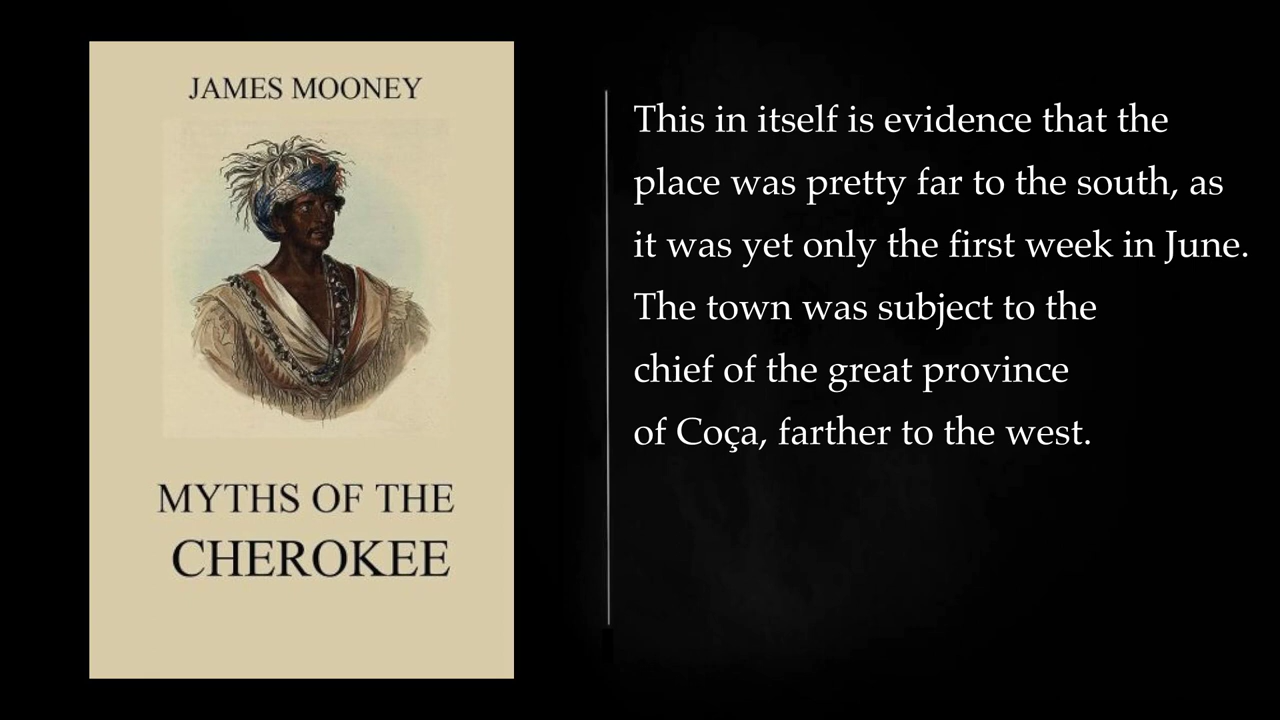 JAMES MOONEY
MYTHS OF THE
CHEROKEE
This in itself is evidence that the
place was pretty far to the south, as
it was yet only the first week in June.
The town was subject to the
chief of the great province
of Coça, farther to the west.